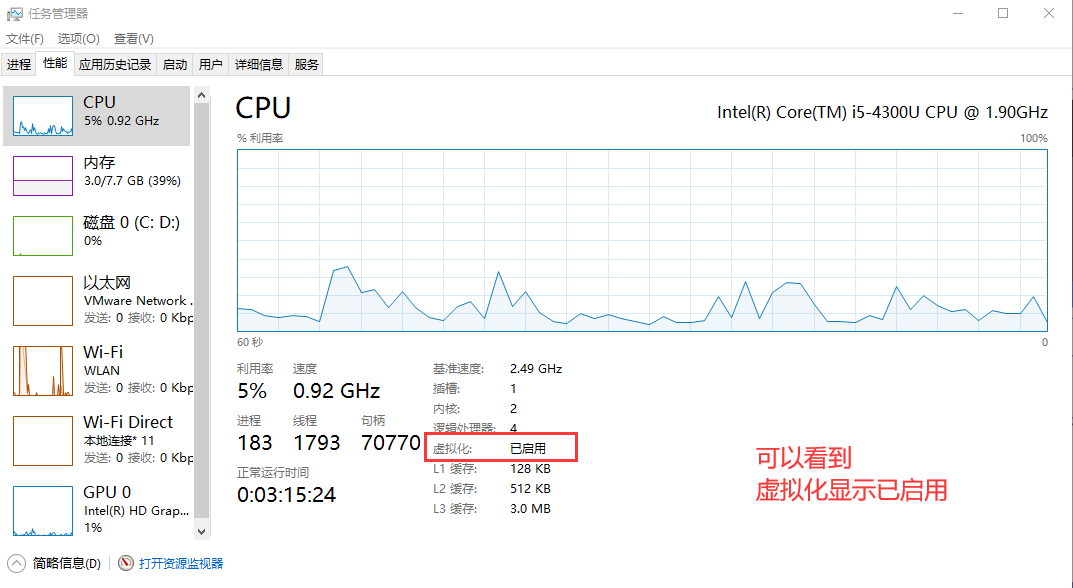 任务管理器
文件(F) 选项(O) 查看(V)
进程 性能 应用历史记录 启动 用户 详细信息 服务
CPU
5% 0.92 GHz
内存
3.0/7.7 GB (39%)
磁盘 0 (C: D:)
0%
以太网
VMware Network .
发送: 0 接收: 0 Kbp
Wi-Fi
WLAN
发送: 0 接收: 0 Kbp
Wi-Fi Direct
本地连接* 11
发送: 0 接收: 0 Kbp
GPU 0
Intel(R) HD Grap...
1%
CPU
Intel(R) Core(TM) i5-4300U CPU @ 1.90GHz
% 利用率 100%
60 秒 0
利用率 速度
5% 0.92 GHz
进程 线程 句柄
183 1793 70770
正常运行时间
0:03:15:24
基准速度: 2.49 GHz
插槽: 1
内核: 2
逻辑处理器: 4
虚拟化: 已启用
L1 缓存: 128 KB
L2 缓存: 512 KB
L3 缓存: 3.0 MB
可以看到
虚拟化显示已启用
简略信息(D) 打开资源监视器